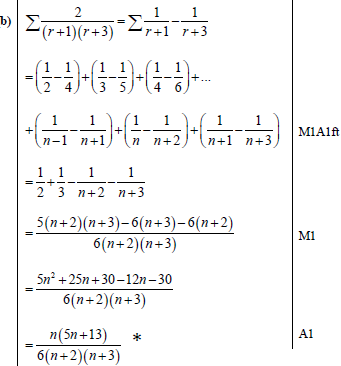 b) ∑ 2/((r+1)(r+3)) = ∑ 1/(r+1) − 1/(r+3)
= (1/2 − 1/4) + (1/3 − 1/5) + (1/4 − 1/6) + ...
+ (1/(n−1) − 1/(n+1)) + (1/n − 1/(n+2)) + (1/(n+1) − 1/(n+3)) M1A1ft
= 1/2 + 1/3 − 1/(n+2) − 1/(n+3)
= (5(n+2)(n+3) − 6(n+3) − 6(n+2))/(6(n+2)(n+3)) M1
= (5n² + 25n + 30 − 12n − 30)/(6(n+2)(n+3))
= n(5n+13)/(6(n+2)(n+3)) * A1